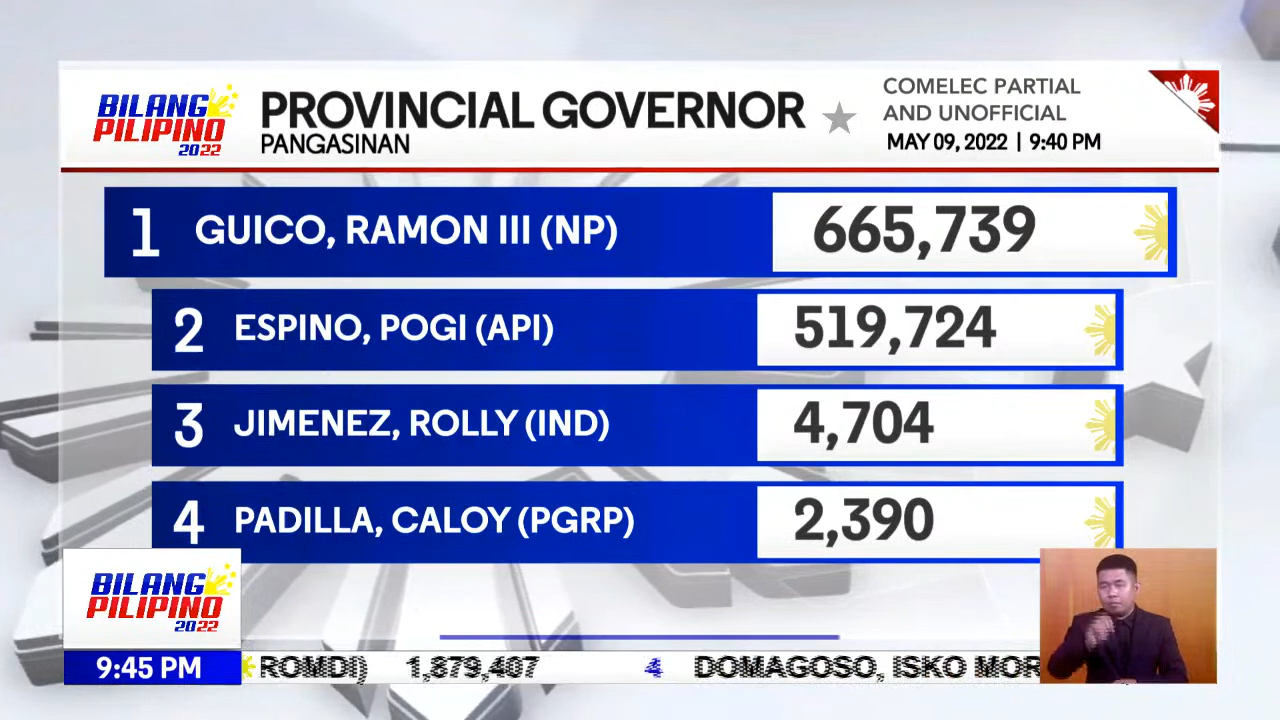 BILANG
PILIPINO
2022
PROVINCIAL GOVERNOR
PANGASINAN
COMELEC PARTIAL
AND UNOFFICIAL
MAY 09, 2022 | 9:40 PM
1 GUICO, RAMON III (NP) 665,739
2 ESPINO, POGI (API) 519,724
3 JIMENEZ, ROLLY (IND) 4,704
4 PADILLA, CALOY (PGRP) 2,390
BILANG
PILIPINO
2022
9:45 PM ROMDI) 1,879,407 4 DOMAGOSO, ISKO MOR